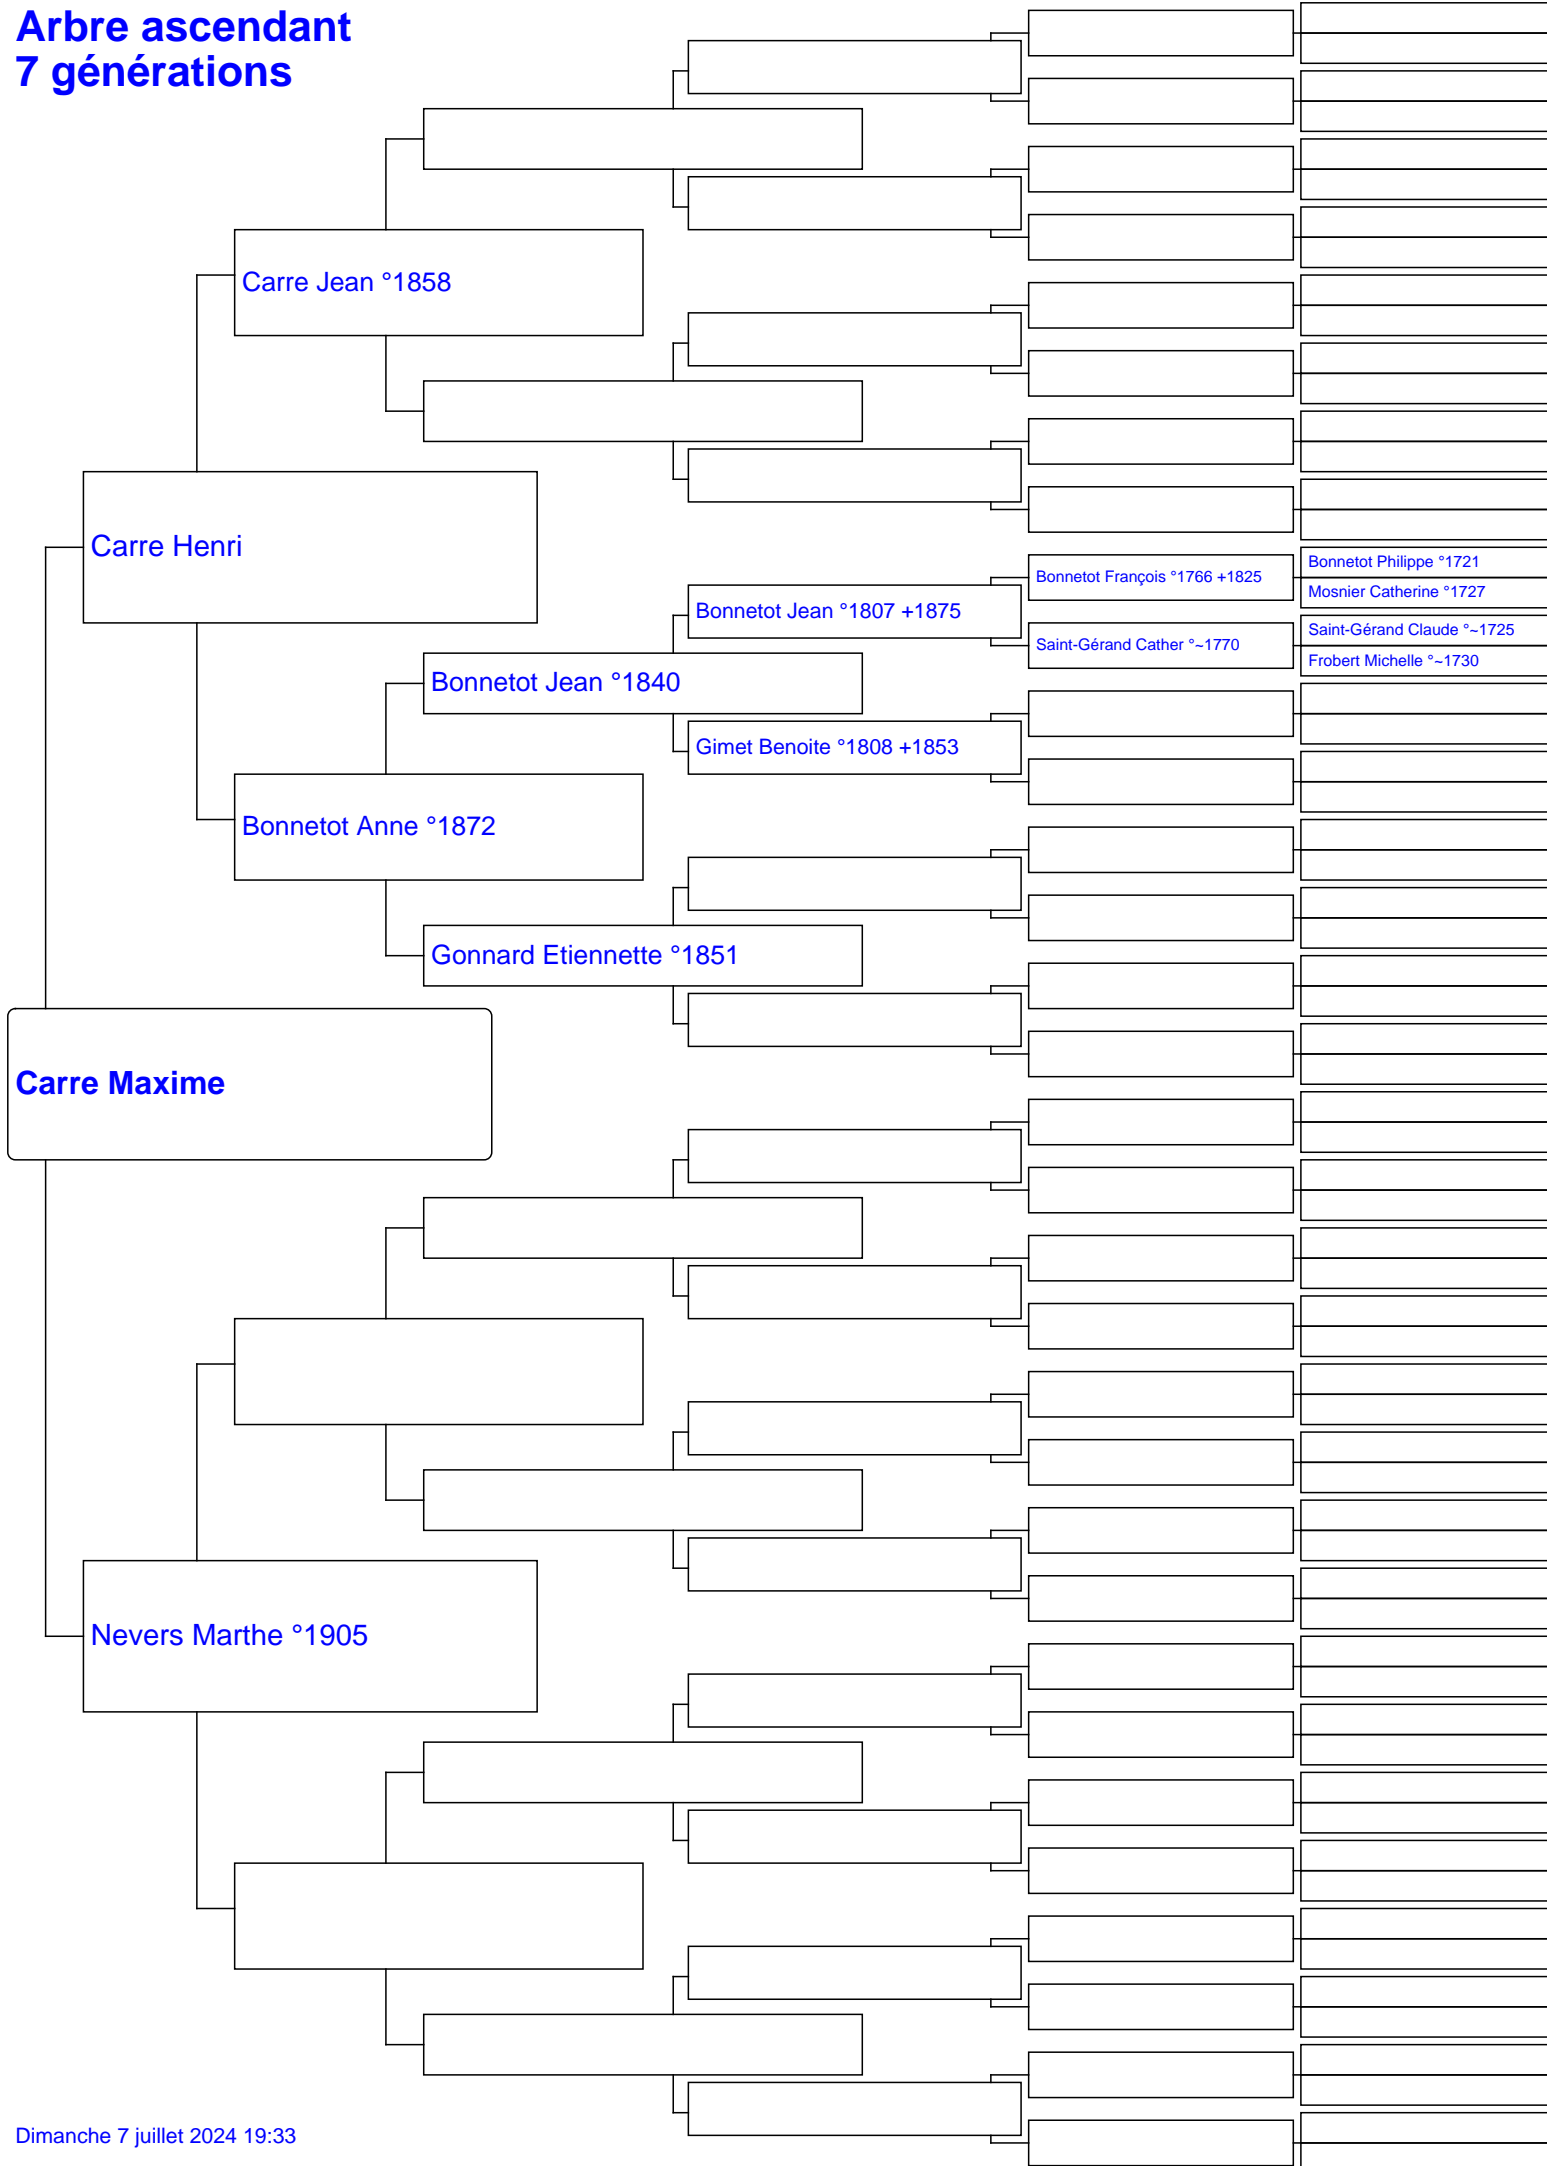 Arbre ascendant
7 générations
Carre Jean °1858
Carre Henri
Bonnetot Philippe °1721
Bonnetot François °1766 +1825
Mosnier Catherine °1727
Bonnetot Jean °1807 +1875
Saint-Gérand Claude °~1725
Saint-Gérand Cather °~1770
Frobert Michelle °~1730
Bonnetot Jean °1840
Gimet Benoite °1808 +1853
Bonnetot Anne °1872
Gonnard Etiennette °1851
Carre Maxime
Nevers Marthe °1905
Dimanche 7 juillet 2024 19:33